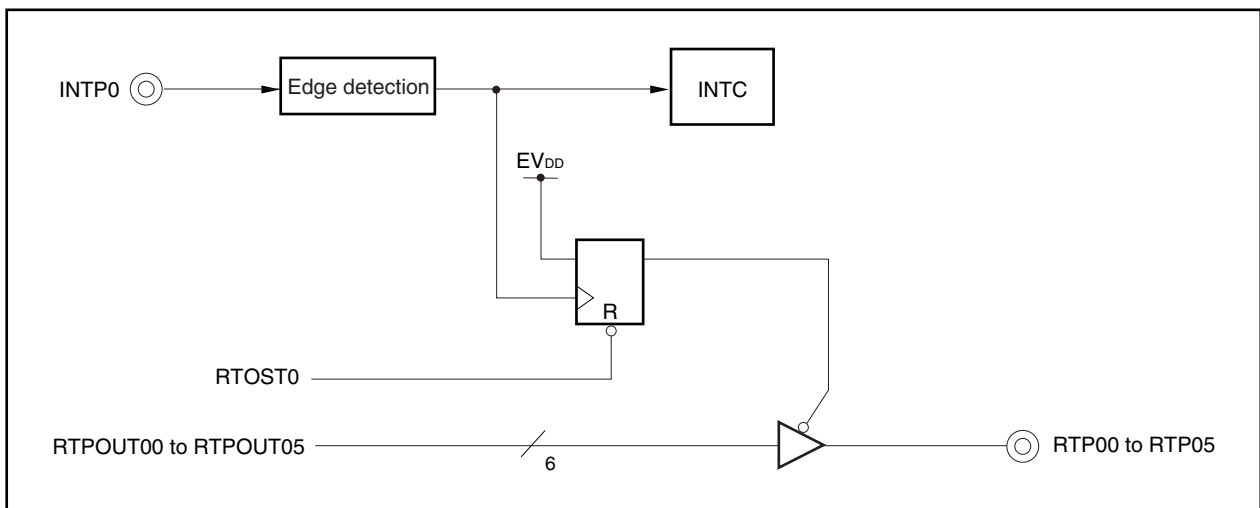 INTP0
Edge detection
INTC
EVDD
R
RTOST0
RTPOUT00 to RTPOUT05
6
RTP00 to RTP05